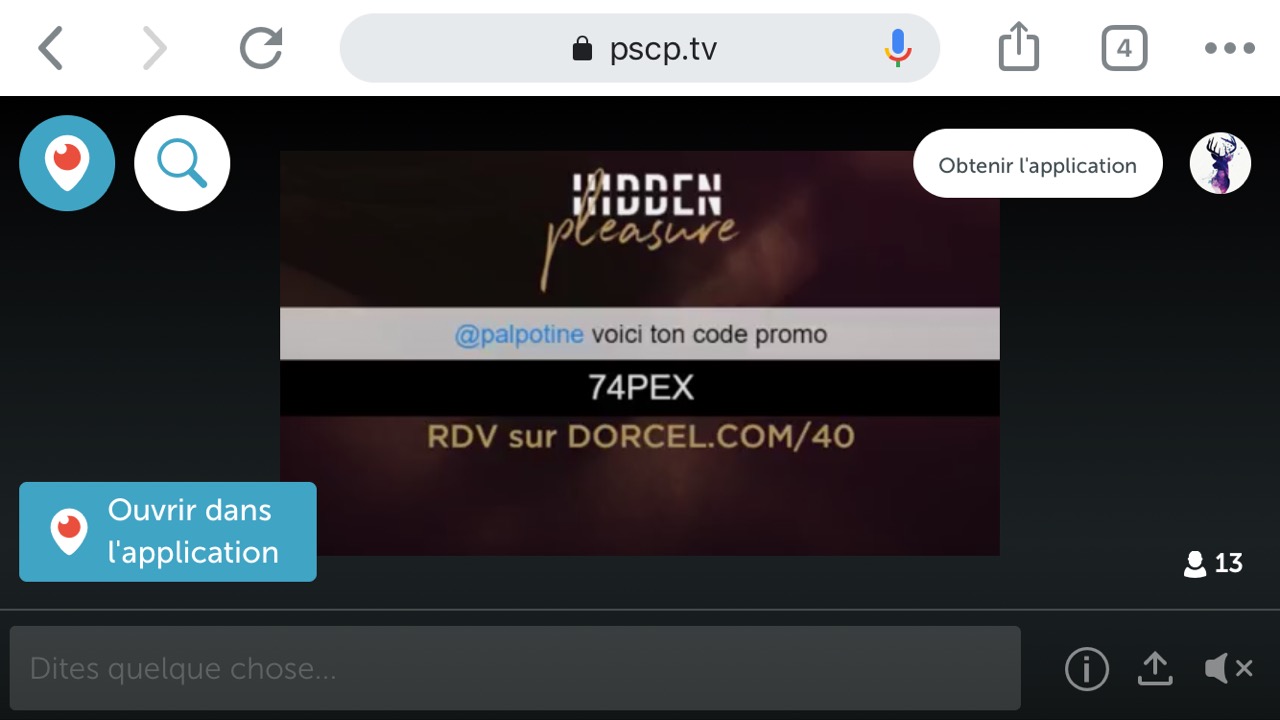 pscp.tv
4
Obtenir l'application
HIDDEN
pleasure
@palpotine voici ton code promo
74PEX
RDV sur DORCEL.COM/40
Ouvrir dans
l'application
13
Dites quelque chose...